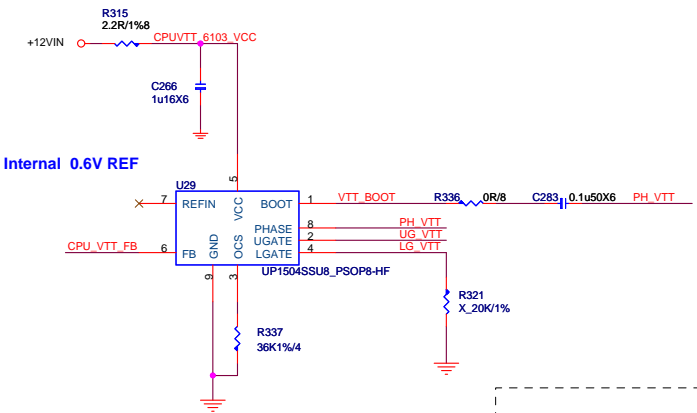 R315
2.2R/1%8
+12VIN
CPUVTT_6103_VCC
C266
1u16X6
Internal 0.6V REF
U29
5
7
REFIN
VCC
BOOT
1
VTT_BOOT
R336
0R/8
C283
0.1u50X6
PH_VTT
PHASE
8
PH_VTT
UGATE
2
UG_VTT
CPU_VTT_FB
6
FB
GND
OCS
LGATE
4
LG_VTT
9
3
UP1504SSU8_PSOP8-HF
R321
X_20K/1%
R337
36K1%/4